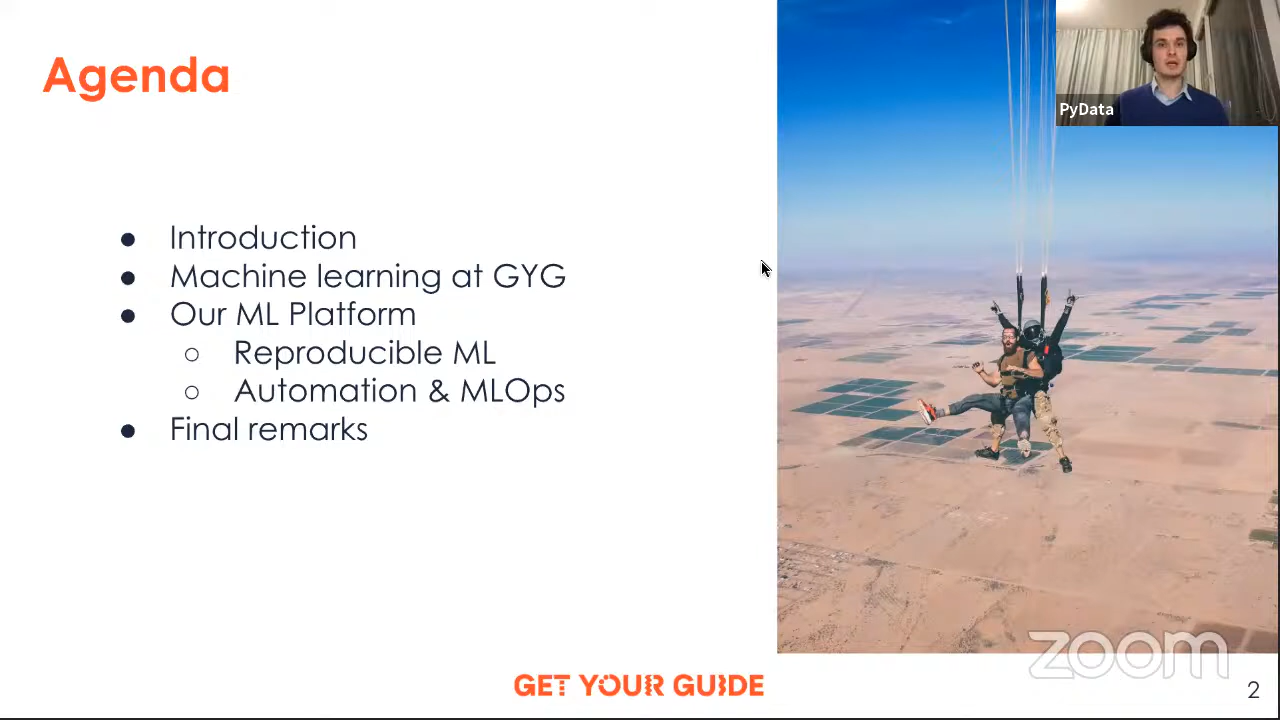 Agenda
PyData
● Introduction
● Machine learning at GYG
● Our ML Platform
○ Reproducible ML
○ Automation & MLOps
● Final remarks
zoom
GET YOUR GUIDE
2